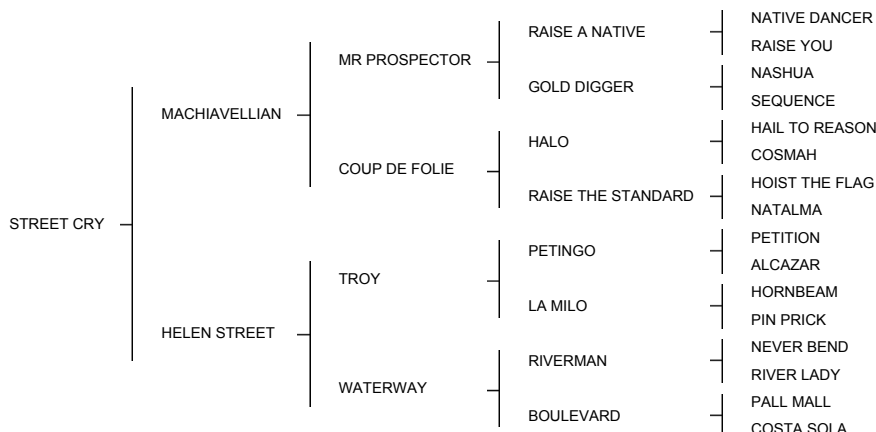 STREET CRY
MACHIAVELLIAN
HELEN STREET
MR PROSPECTOR
COUP DE FOLIE
TROY
WATERWAY
RAISE A NATIVE
GOLD DIGGER
HALO
RAISE THE STANDARD
PETINGO
LA MILO
RIVERMAN
BOULEVARD
NATIVE DANCER
RAISE YOU
NASHUA
SEQUENCE
HAIL TO REASON
COSMAH
HOIST THE FLAG
NATALMA
PETITION
ALCAZAR
HORNBEAM
PIN PRICK
NEVER BEND
RIVER LADY
PALL MALL
COSTA SOLA